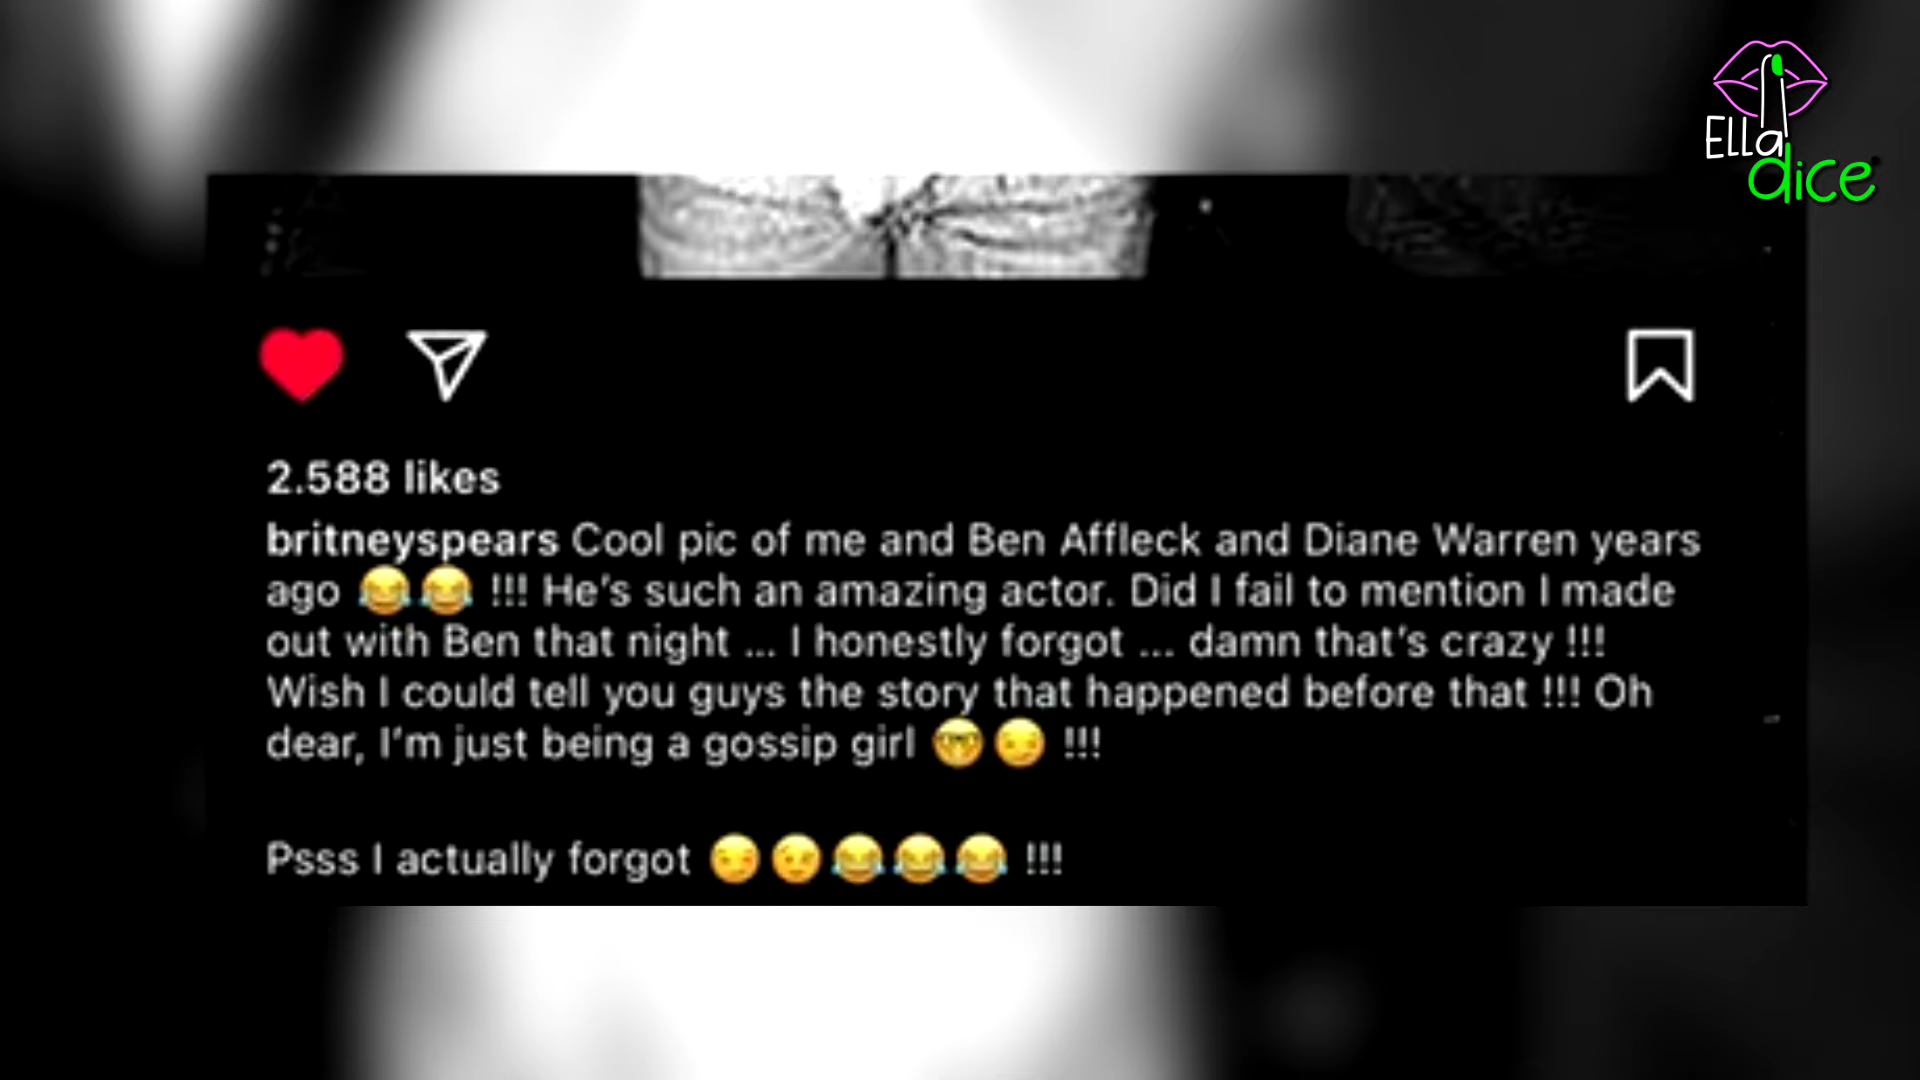 Ella
dice
2.588 likes
britneyspears Cool pic of me and Ben Affleck and Diane Warren years
ago 😂😂 !!! He's such an amazing actor. Did I fail to mention I made
out with Ben that night ... I honestly forgot ... damn that's crazy !!!
Wish I could tell you guys the story that happened before that !!! Oh
dear, I'm just being a gossip girl 🤓😏 !!!
Psss I actually forgot 😏😉😂😂😂 !!!